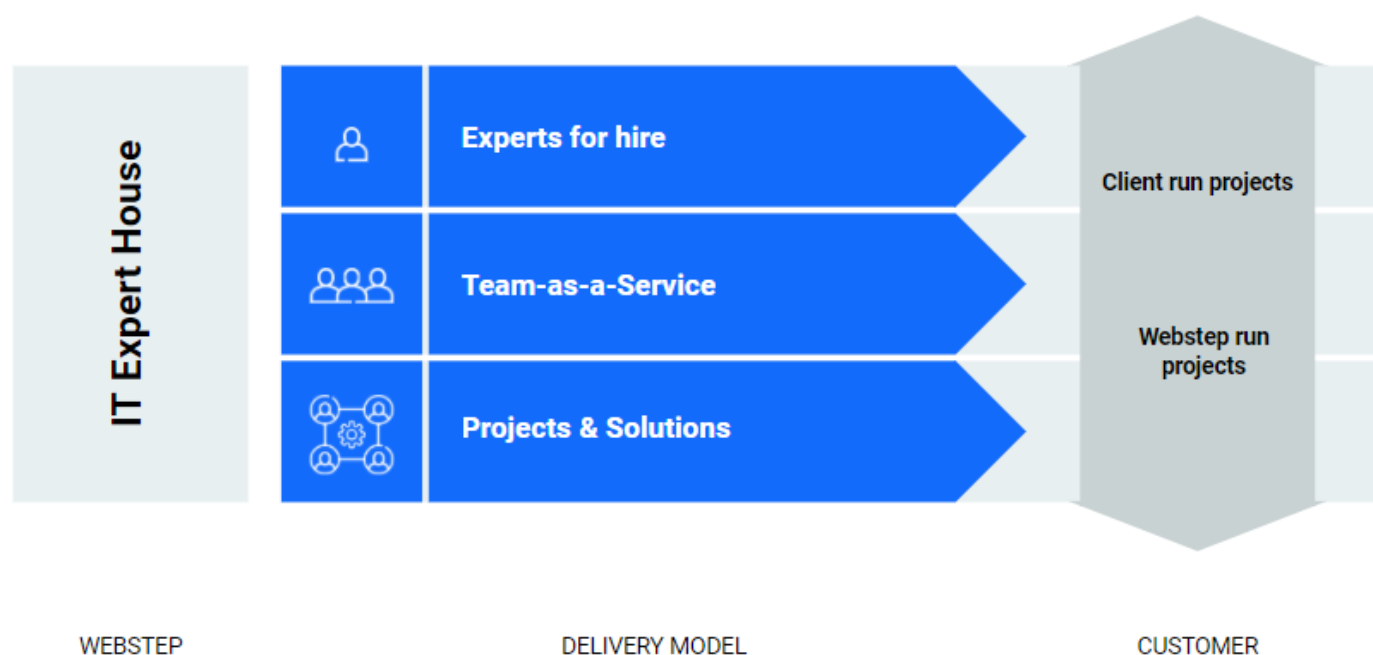 IT Expert House
Experts for hire
Team-as-a-Service
Projects & Solutions
Client run projects
Webstep run
projects
WEBSTEP
DELIVERY MODEL
CUSTOMER